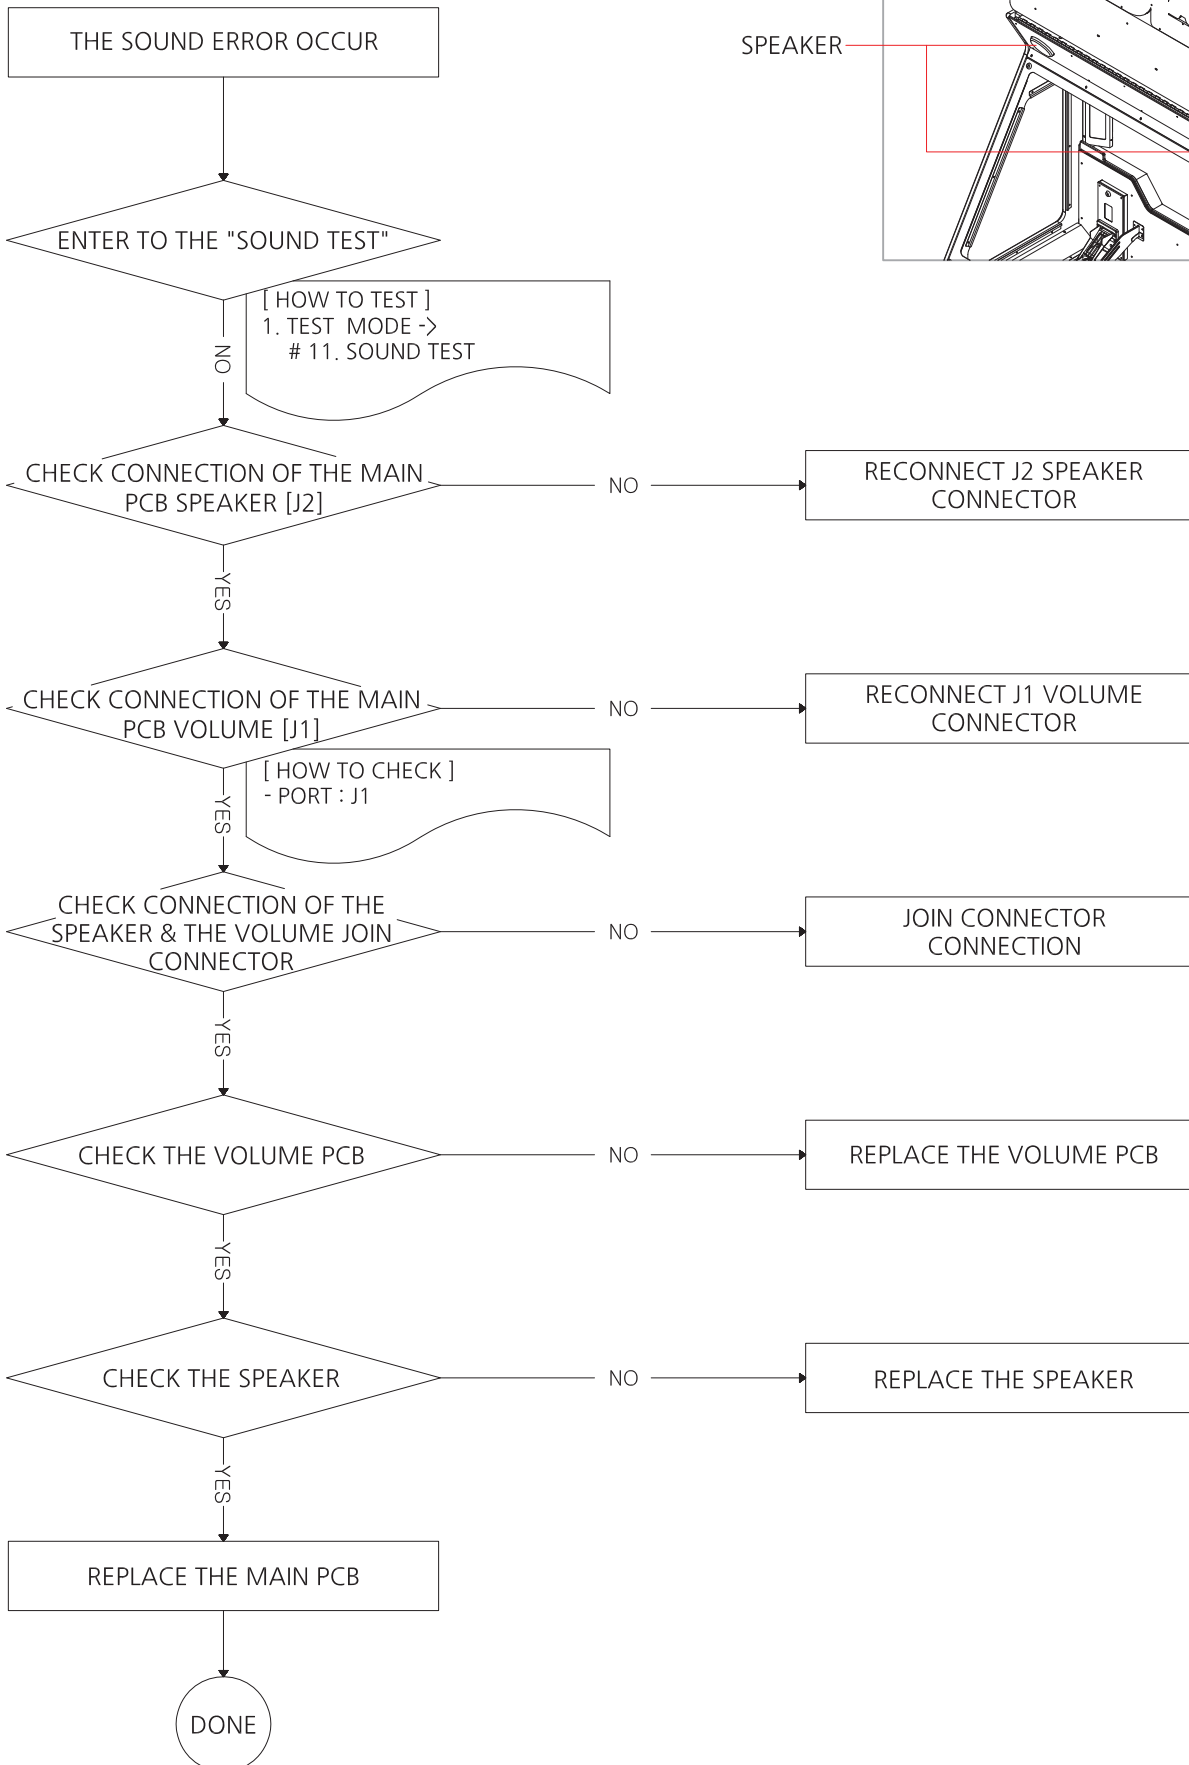 THE SOUND ERROR OCCUR
SPEAKER
ENTER TO THE "SOUND TEST"
[ HOW TO TEST ]
1. TEST MODE ->
# 11. SOUND TEST
NO
CHECK CONNECTION OF THE MAIN
PCB SPEAKER [J2]
NO
RECONNECT J2 SPEAKER
CONNECTOR
YES
CHECK CONNECTION OF THE MAIN
PCB VOLUME [J1]
NO
RECONNECT J1 VOLUME
CONNECTOR
[ HOW TO CHECK ]
- PORT : J1
YES
CHECK CONNECTION OF THE
SPEAKER & THE VOLUME JOIN
CONNECTOR
NO
JOIN CONNECTOR
CONNECTION
YES
CHECK THE VOLUME PCB
NO
REPLACE THE VOLUME PCB
YES
CHECK THE SPEAKER
NO
REPLACE THE SPEAKER
YES
REPLACE THE MAIN PCB
DONE